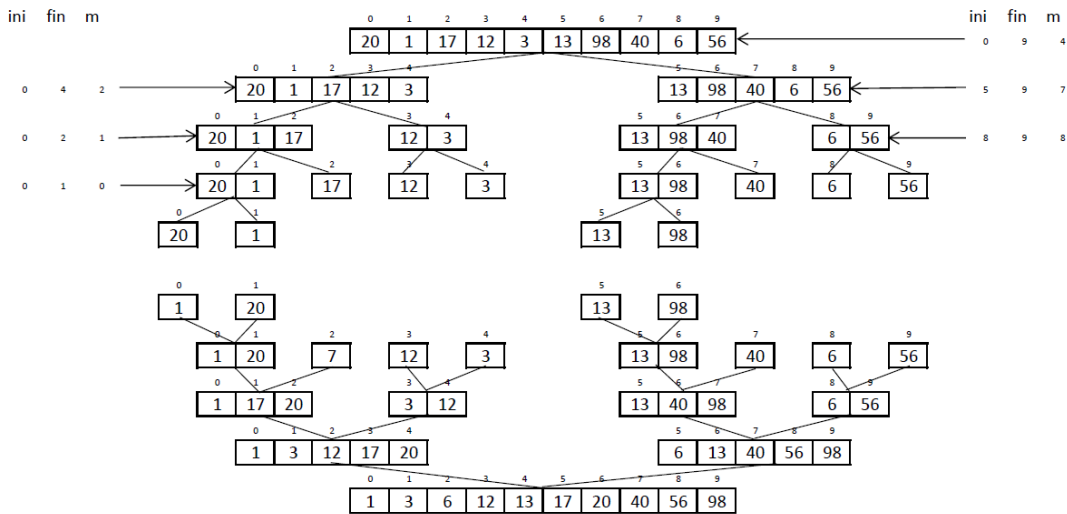 ini fin m ini fin m
0 1 2 3 4 5 6 7 8 9
20 1 17 12 3 13 98 40 6 56 0 9 4
0 1 2 3 4 5 6 7 8 9
0 4 2 20 1 17 12 3 13 98 40 6 56 5 9 7
0 1 2 3 4 5 6 7 8 9
0 2 1 20 1 17 12 3 13 98 40 6 56 8 9 8
0 1 2 3 4 5 6 7 8 9
0 1 0 20 1 17 12 3 13 98 40 6 56
0 1 5 6
20 1 13 98
0 1 5 6
1 20 13 98
0 1 2 3 4 5 6 7 8 9
1 20 7 12 3 13 98 40 6 56
0 1 2 3 4 5 6 7 8 9
1 17 20 3 12 13 40 98 6 56
0 1 2 3 4 5 6 7 8 9
1 3 12 17 20 6 13 40 56 98
0 1 2 3 4 5 6 7 8 9
1 3 6 12 13 17 20 40 56 98